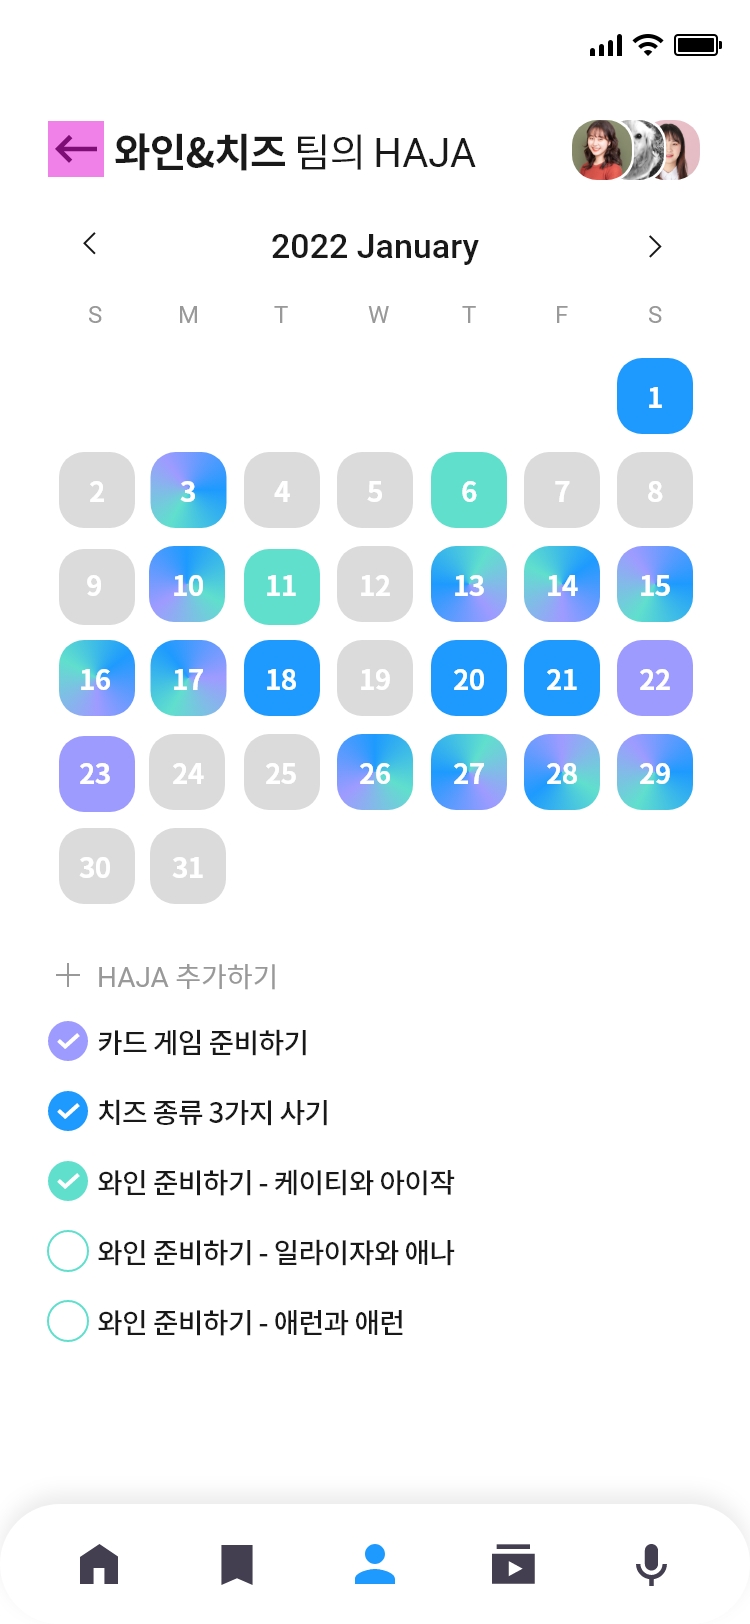 와인&치즈 팀의 HAJA
2022 January
S M T W T F S
1
2 3 4 5 6 7 8
9 10 11 12 13 14 15
16 17 18 19 20 21 22
23 24 25 26 27 28 29
30 31
HAJA 추가하기
카드 게임 준비하기
치즈 종류 3가지 사기
와인 준비하기 - 케이티와 아이작
와인 준비하기 - 일라이자와 애나
와인 준비하기 - 애런과 애런